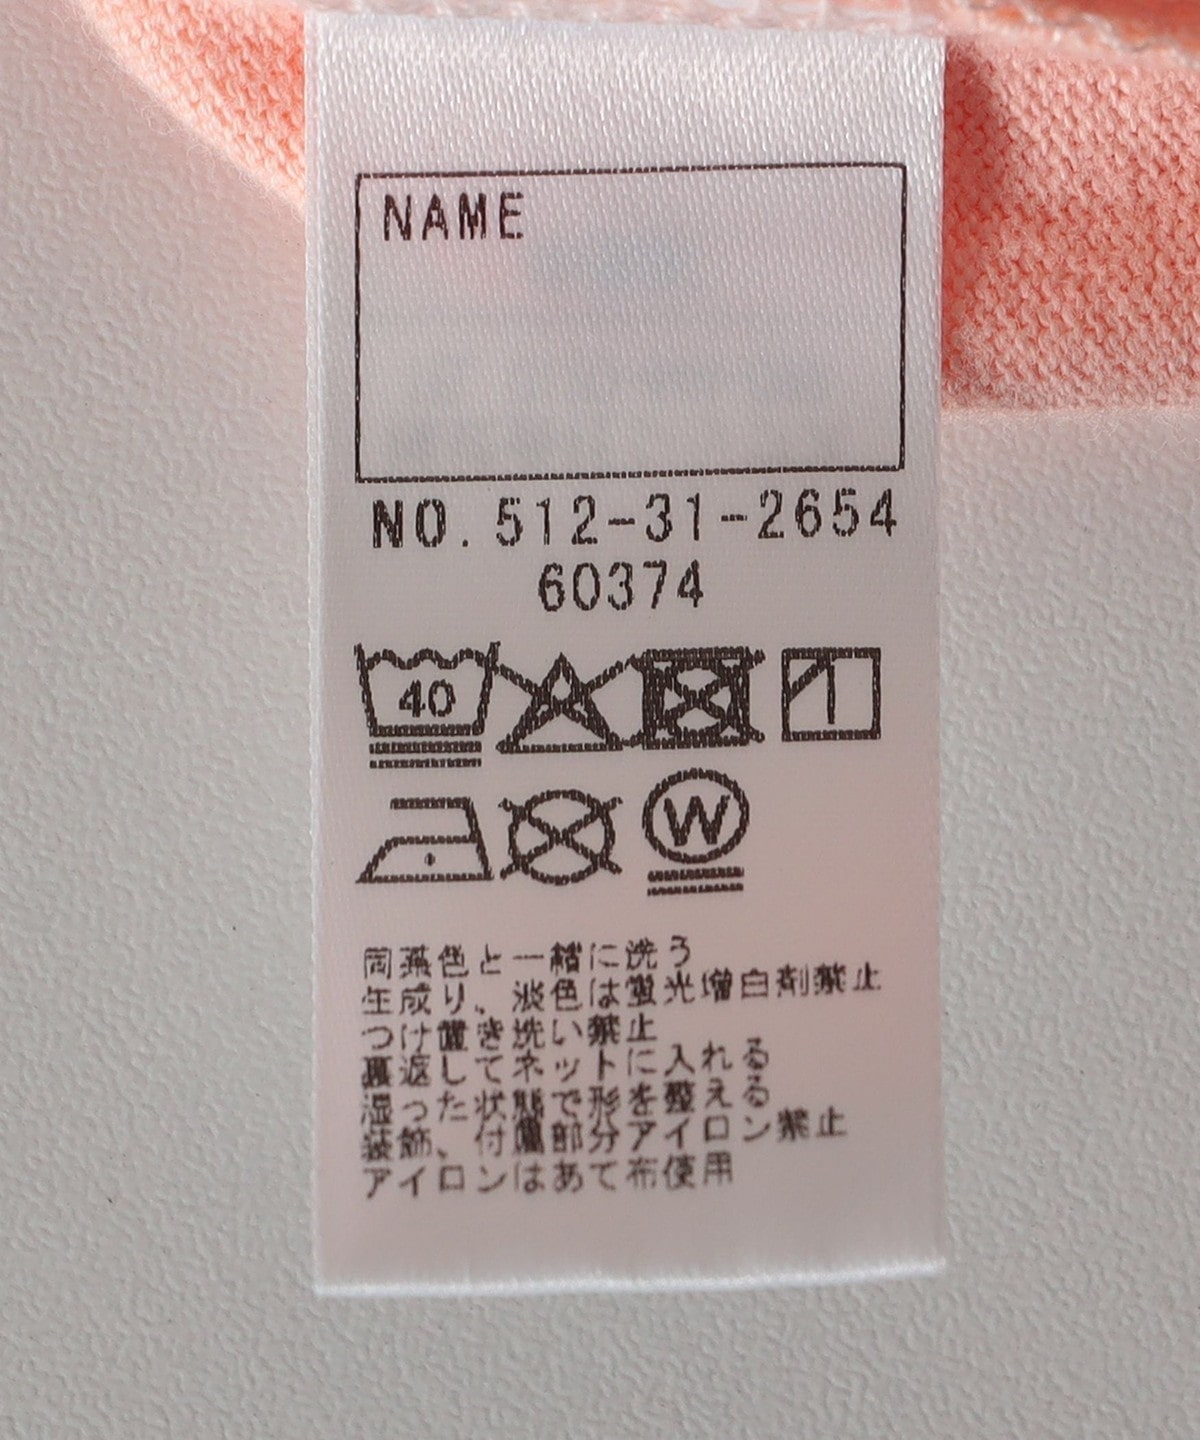 NAME
NO. 512-31-2654
60374
40
W
同系色と一緒に洗う
生成り、淡色は蛍光増白剤禁止
つけ置き洗い禁止
裏返してネットに入れる
湿った状態で形を整える
装飾、付属部分アイロン禁止
アイロンはあて布使用